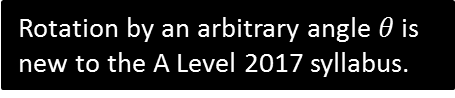 Rotation by an arbitrary angle θ is
new to the A Level 2017 syllabus.